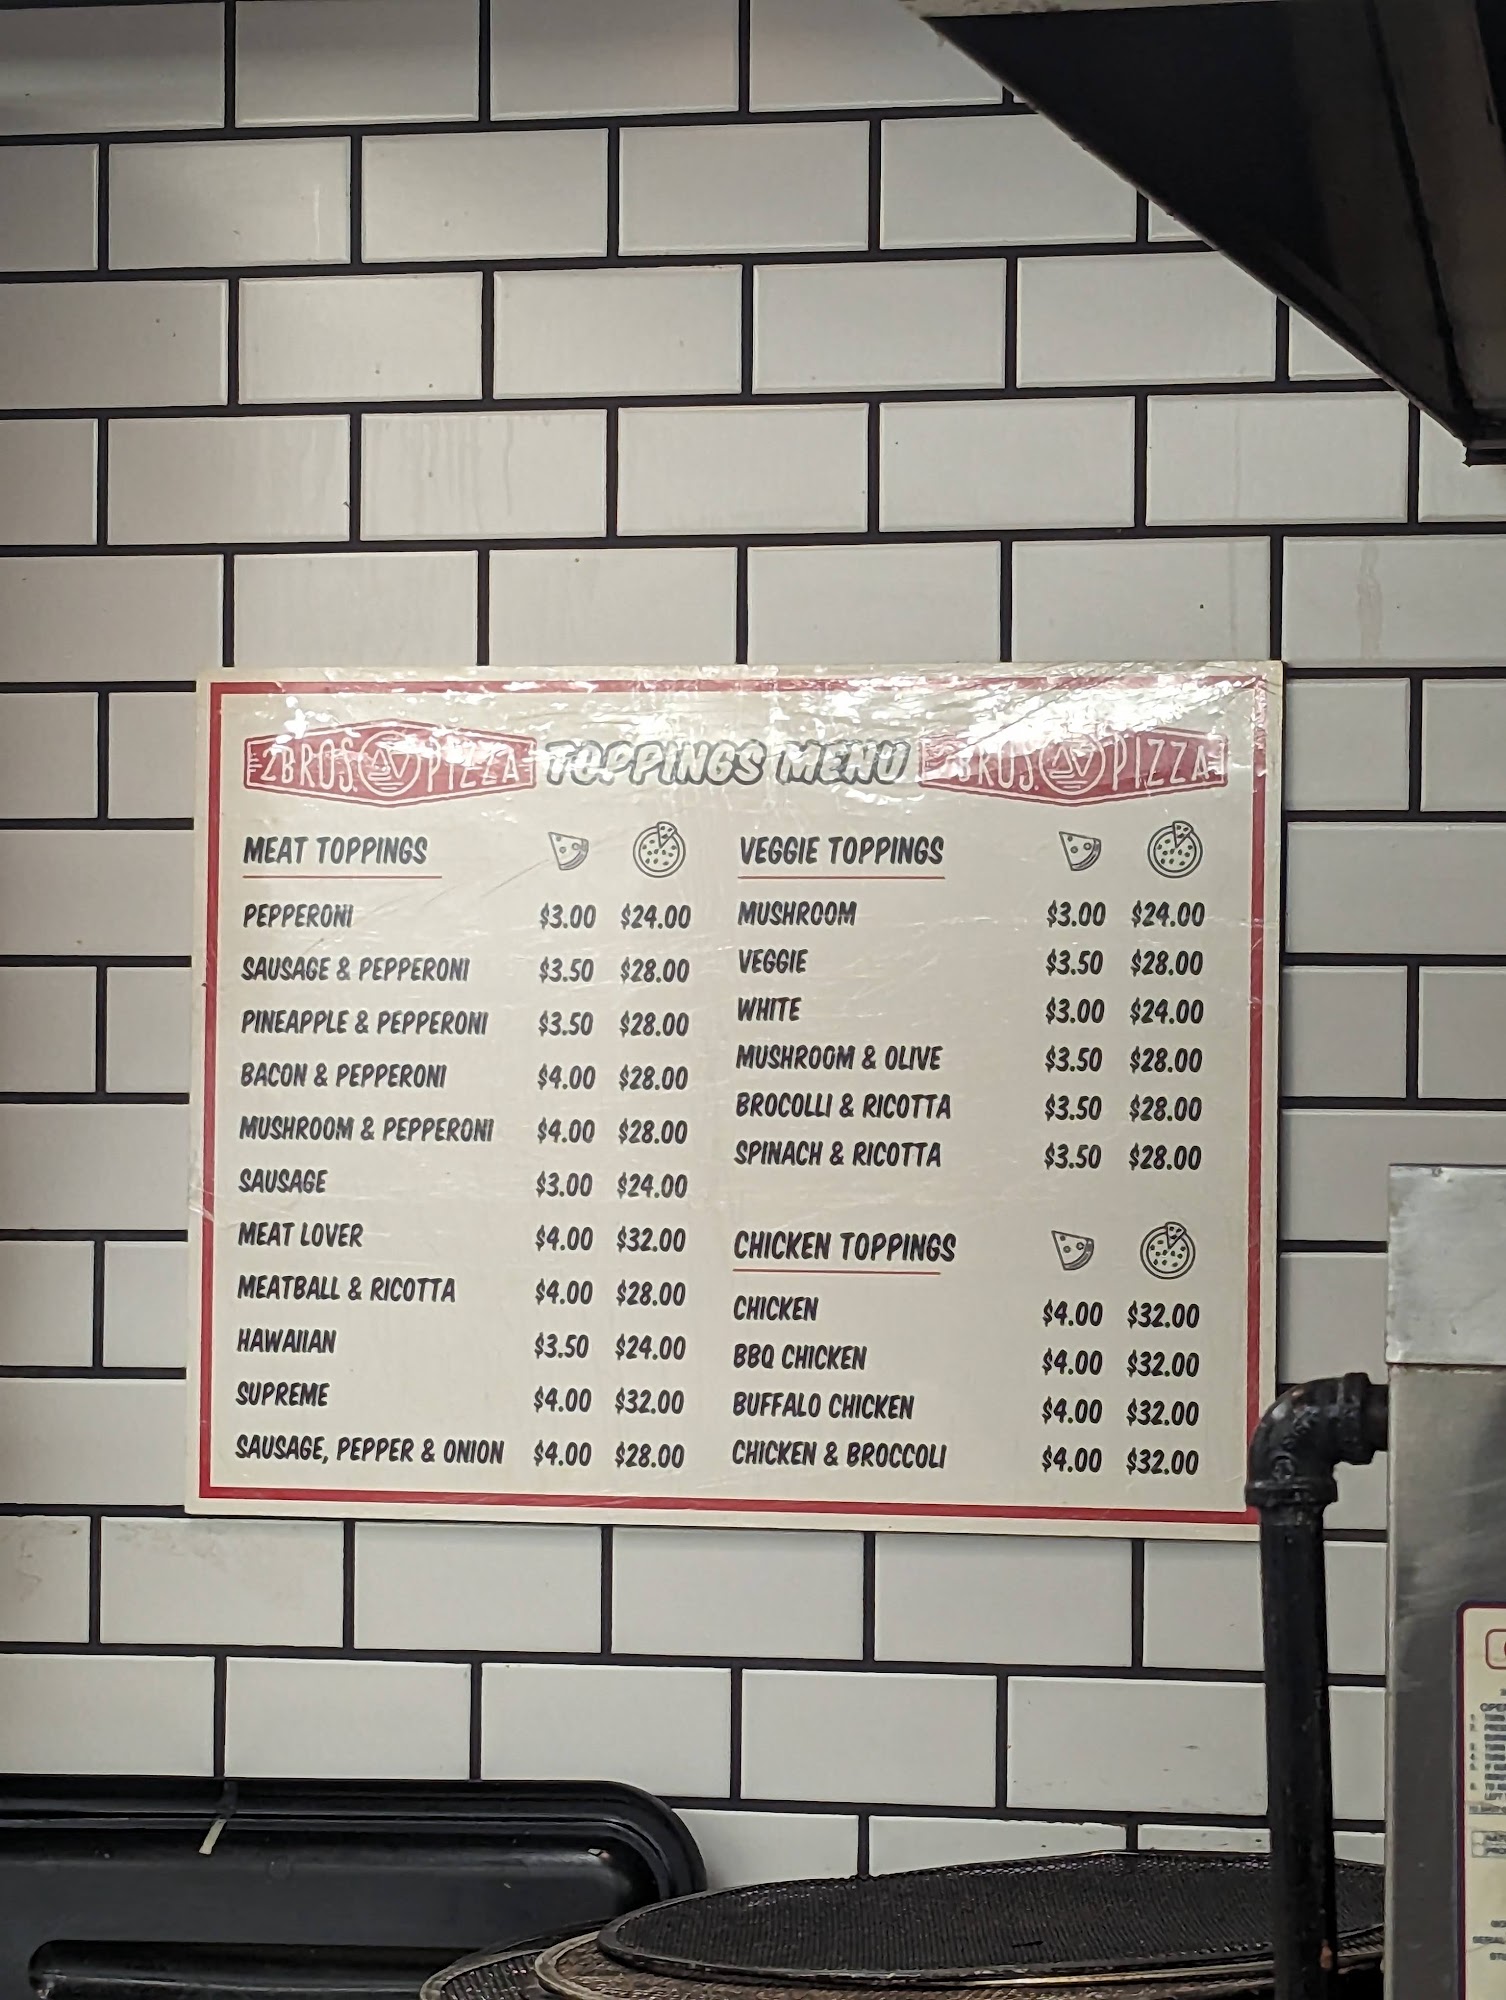 2BROS. PIZZA TOPPINGS MENU 2BROS. PIZZA
MEAT TOPPINGS
PEPPERONI $3.00 $24.00
SAUSAGE & PEPPERONI $3.50 $28.00
PINEAPPLE & PEPPERONI $3.50 $28.00
BACON & PEPPERONI $4.00 $28.00
MUSHROOM & PEPPERONI $4.00 $28.00
SAUSAGE $3.00 $24.00
MEAT LOVER $4.00 $32.00
MEATBALL & RICOTTA $4.00 $28.00
HAWAIIAN $3.50 $24.00
SUPREME $4.00 $32.00
SAUSAGE, PEPPER & ONION $4.00 $28.00
VEGGIE TOPPINGS
MUSHROOM $3.00 $24.00
VEGGIE $3.50 $28.00
WHITE $3.00 $24.00
MUSHROOM & OLIVE $3.50 $28.00
BROCOLLI & RICOTTA $3.50 $28.00
SPINACH & RICOTTA $3.50 $28.00
CHICKEN TOPPINGS
CHICKEN $4.00 $32.00
BBQ CHICKEN $4.00 $32.00
BUFFALO CHICKEN $4.00 $32.00
CHICKEN & BROCCOLI $4.00 $32.00